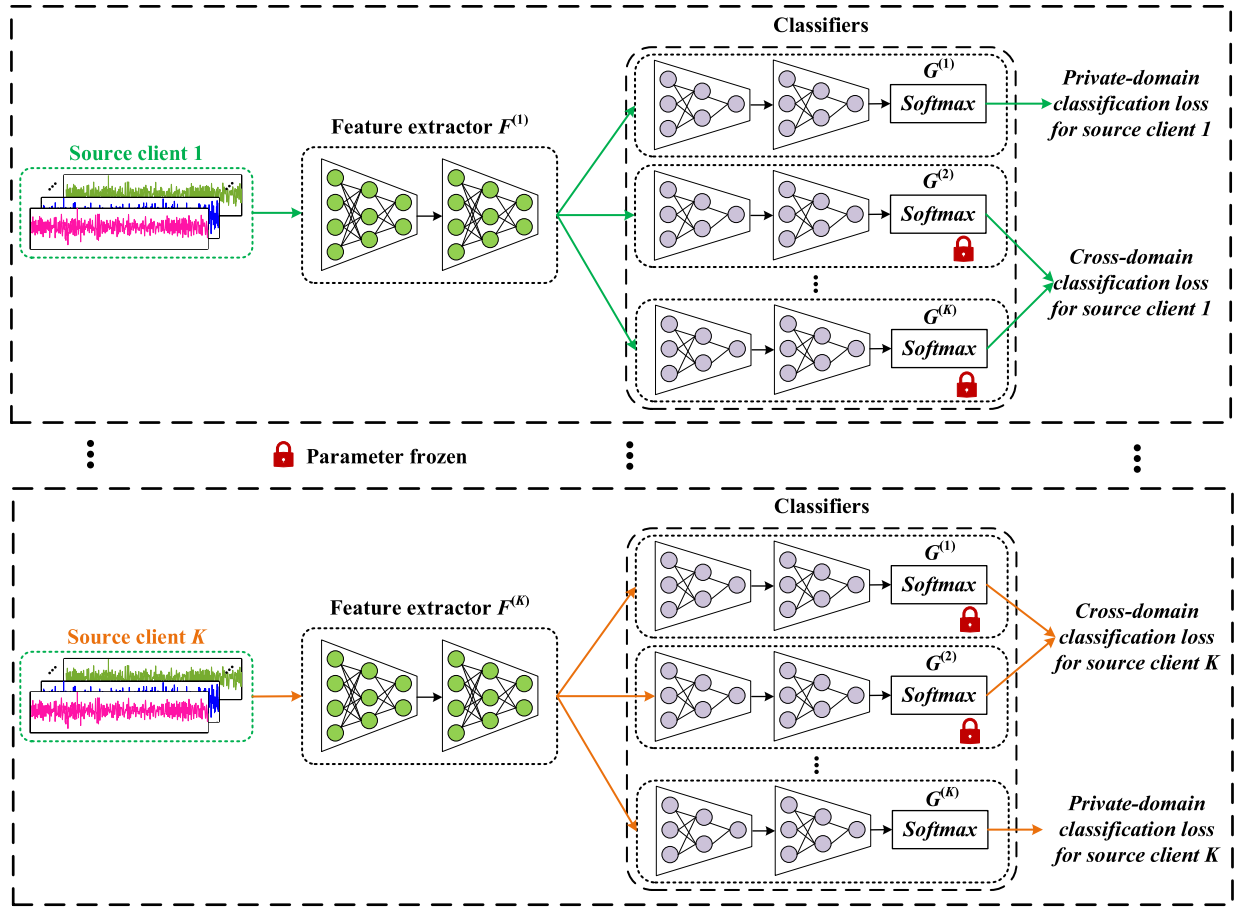 Classifiers
G(1)
Softmax
Private-domain
classification loss
for source client 1
Feature extractor F(1)
Source client 1
G(2)
Softmax
Cross-domain
classification loss
for source client 1
G(K)
Softmax
Parameter frozen
Classifiers
G(1)
Softmax
Feature extractor F(K)
Cross-domain
classification loss
for source client K
Source client K
G(2)
Softmax
G(K)
Softmax
Private-domain
classification loss
for source client K